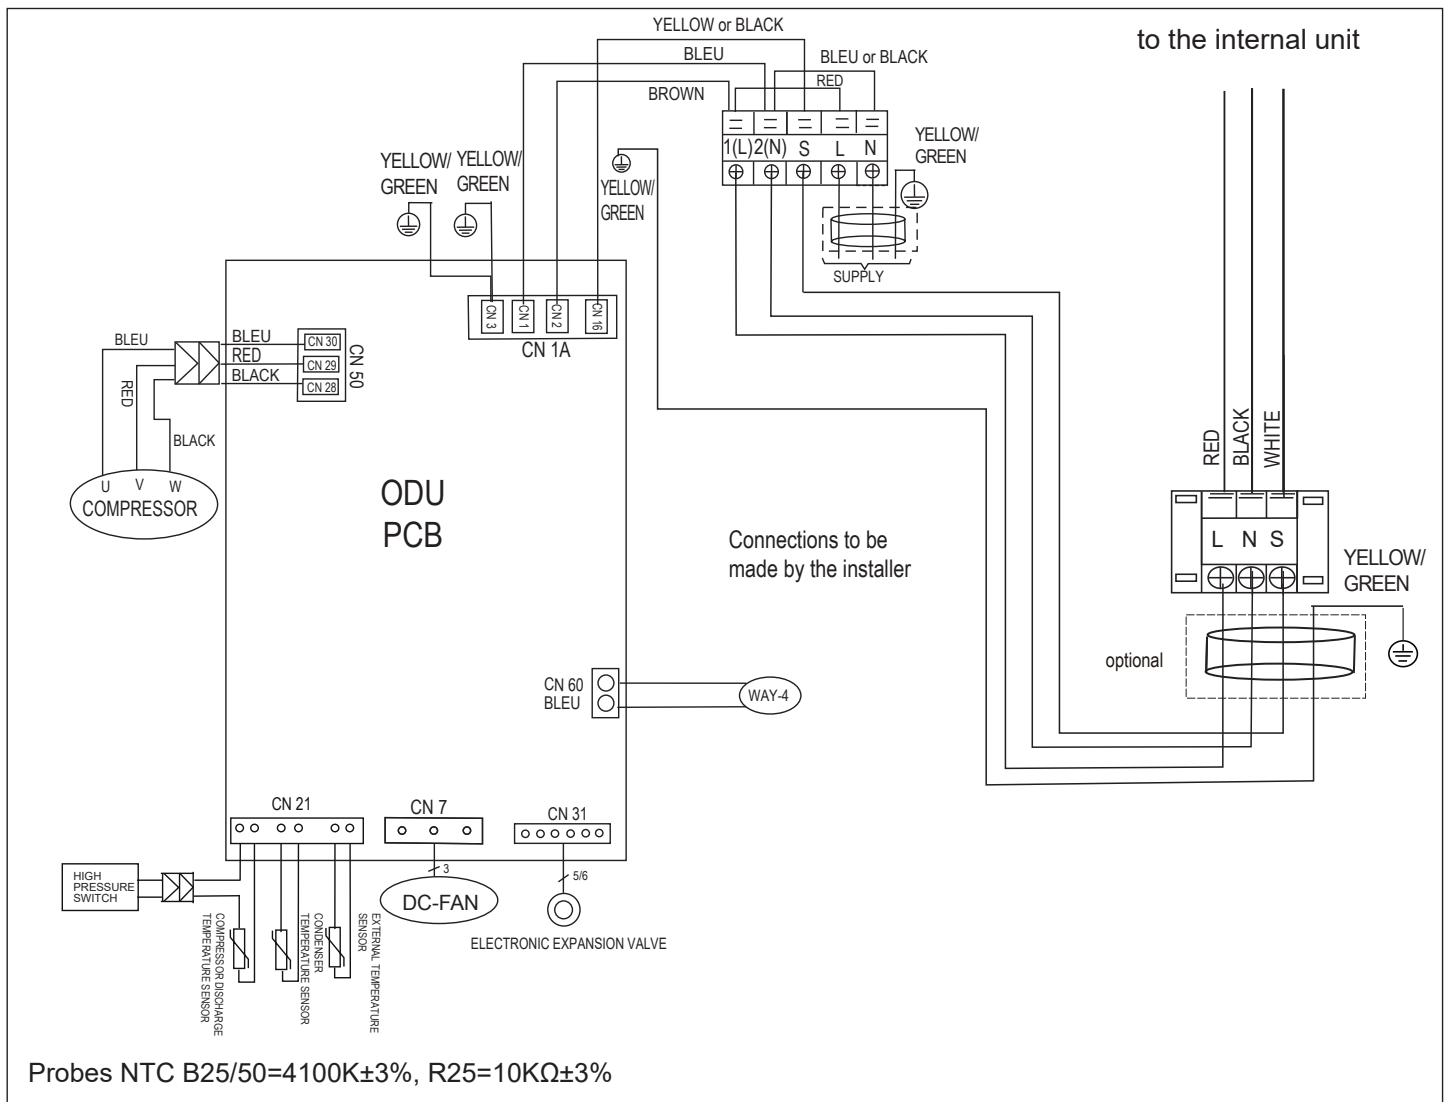 YELLOW or BLACK
to the internal unit
BLEU
BLEU or BLACK
RED
BROWN
YELLOW/
GREEN
1(L) 2(N) S L N
YELLOW/
GREEN
YELLOW/
GREEN
YELLOW/
GREEN
SUPPLY
CN 3
CN 1
CN 2
CN 16
CN 1A
BLEU
BLEU
RED
BLACK
CN 30
CN 29
CN 28
CN 50
RED
BLACK
U V W
COMPRESSOR
ODU
PCB
Connections to be
made by the installer
RED
BLACK
WHITE
L N S
YELLOW/
GREEN
optional
CN 60
BLEU
WAY-4
CN 21
CN 7
CN 31
HIGH
PRESSURE
SWITCH
3
DC-FAN
5/6
ELECTRONIC EXPANSION VALVE
COMPRESSOR DISCHARGE
TEMPERATURE SENSOR
CONDENSER
TEMPERATURE SENSOR
EXTERNAL TEMPERATURE
SENSOR
Probes NTC B25/50=4100K±3%, R25=10KΩ±3%